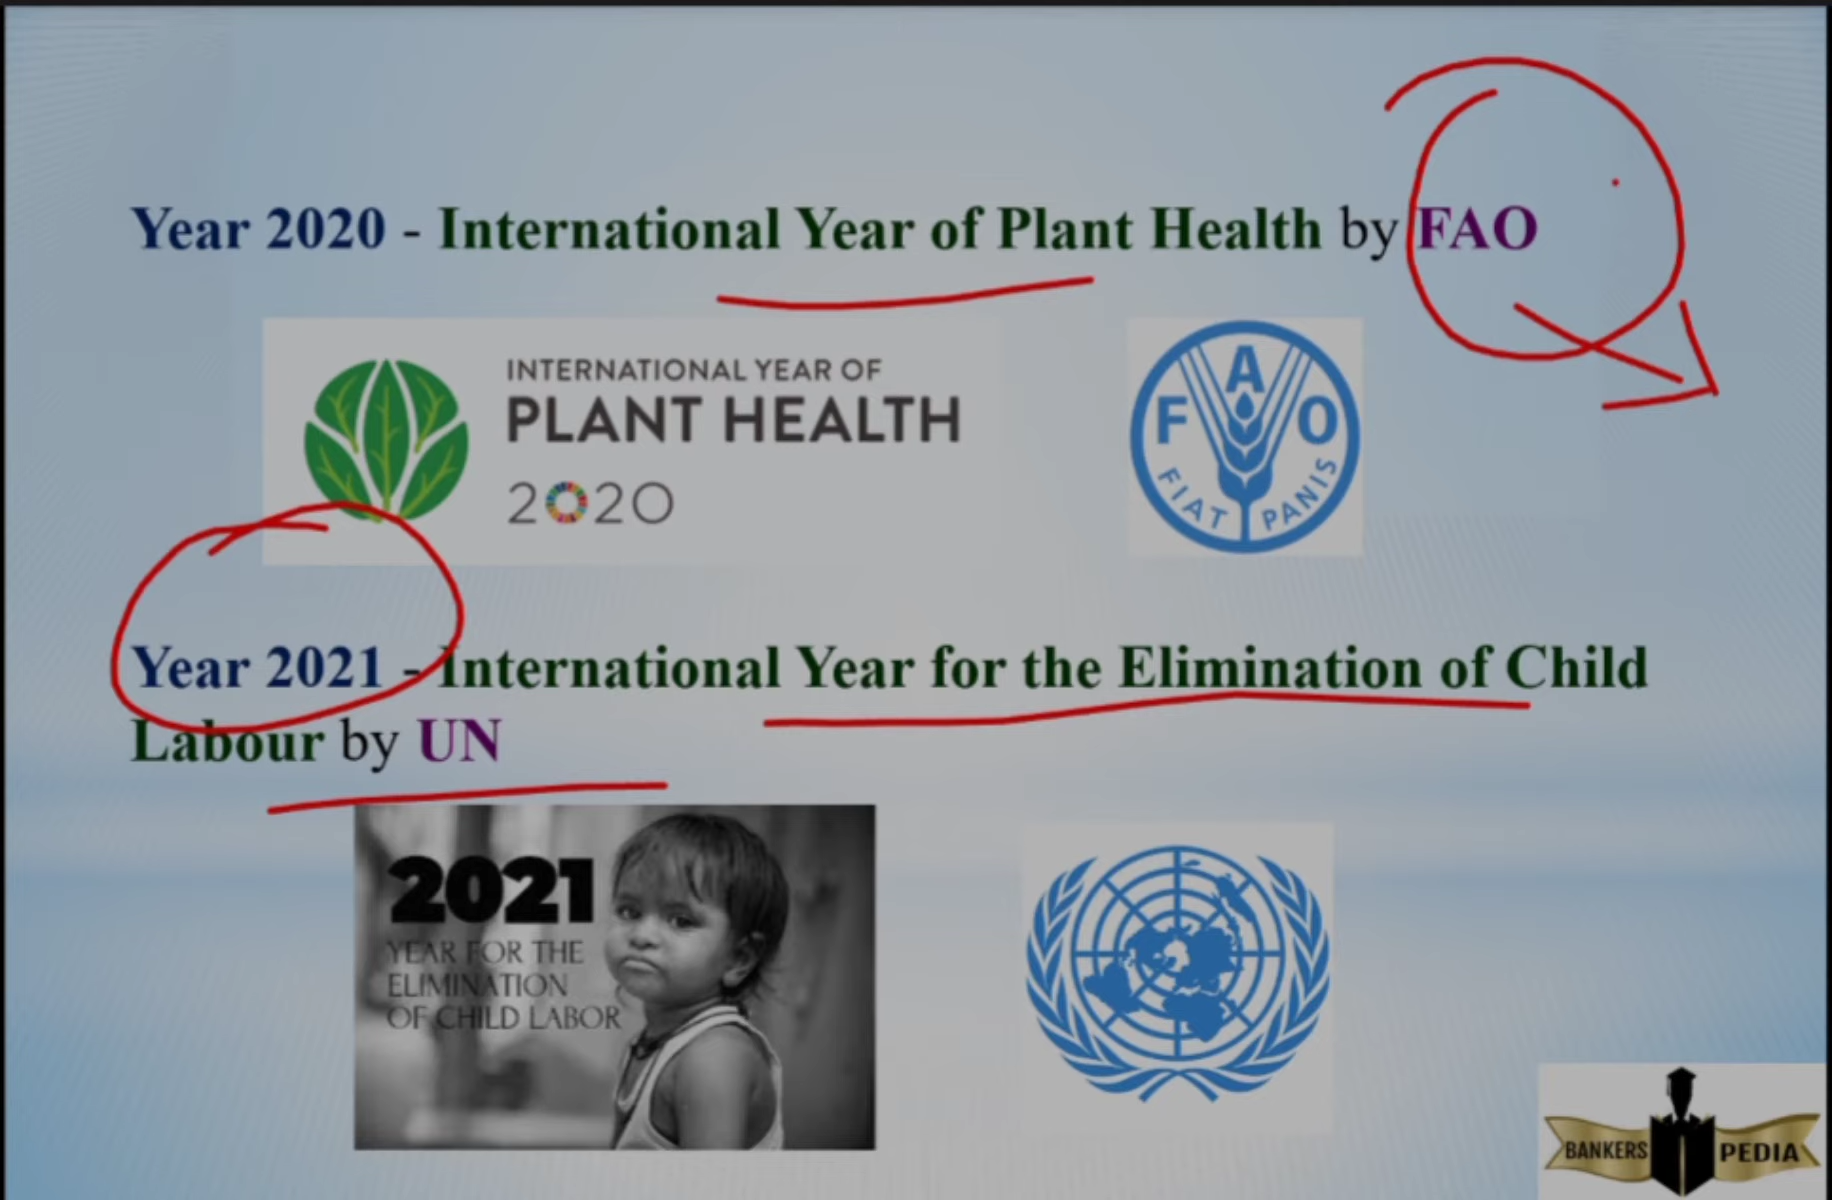 Year 2020 - International Year of Plant Health by FAO
INTERNATIONAL YEAR OF
PLANT HEALTH
2020
F A O
FIAT PANIS
Year 2021 - International Year for the Elimination of Child
Labour by UN
2021
YEAR FOR THE
ELIMINATION
OF CHILD LABOR
BANKERS PEDIA